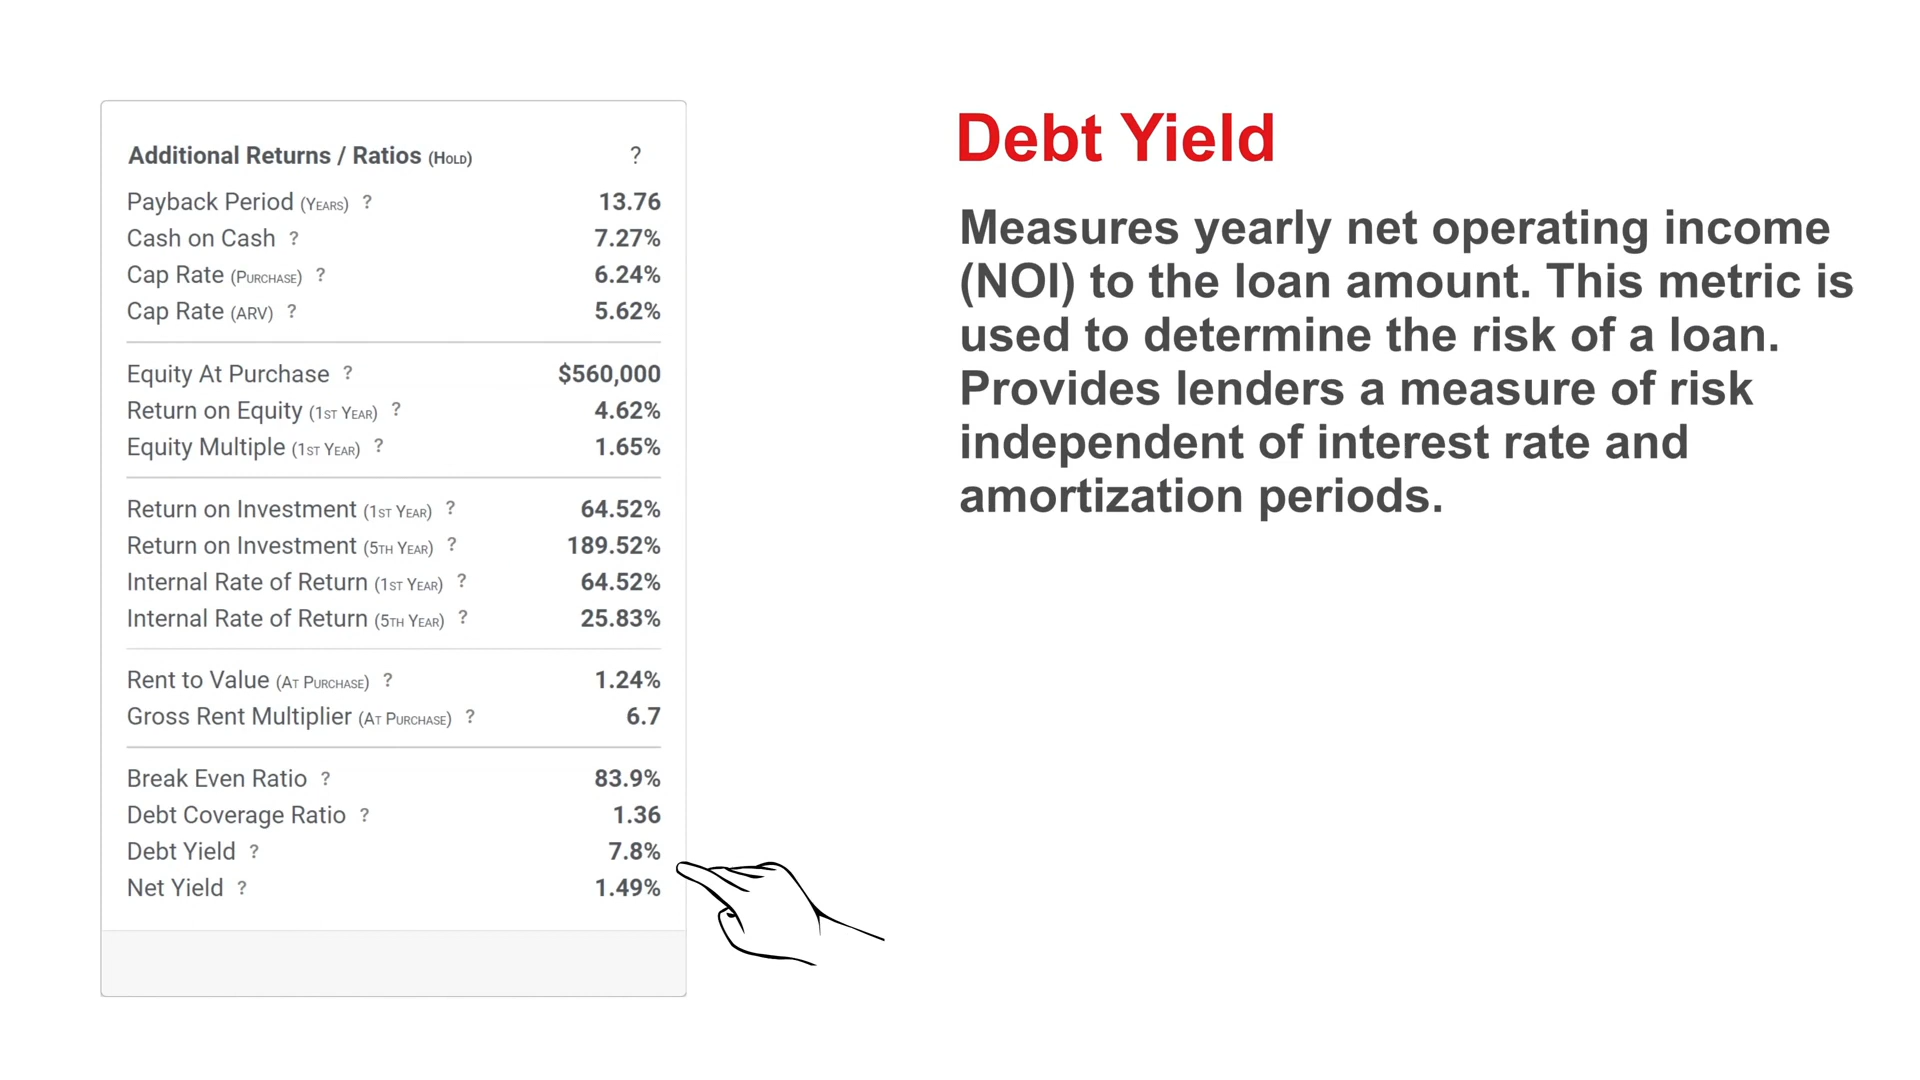 Additional Returns / Ratios (Hold) ?
Payback Period (Years) ? 13.76
Cash on Cash ? 7.27%
Cap Rate (Purchase) ? 6.24%
Cap Rate (ARV) ? 5.62%
Equity At Purchase ? $560,000
Return on Equity (1st Year) ? 4.62%
Equity Multiple (1st Year) ? 1.65%
Return on Investment (1st Year) ? 64.52%
Return on Investment (5th Year) ? 189.52%
Internal Rate of Return (1st Year) ? 64.52%
Internal Rate of Return (5th Year) ? 25.83%
Rent to Value (At Purchase) ? 1.24%
Gross Rent Multiplier (At Purchase) ? 6.7
Break Even Ratio ? 83.9%
Debt Coverage Ratio ? 1.36
Debt Yield ? 7.8%
Net Yield ? 1.49%
Debt Yield
Measures yearly net operating income
(NOI) to the loan amount. This metric is
used to determine the risk of a loan.
Provides lenders a measure of risk
independent of interest rate and
amortization periods.